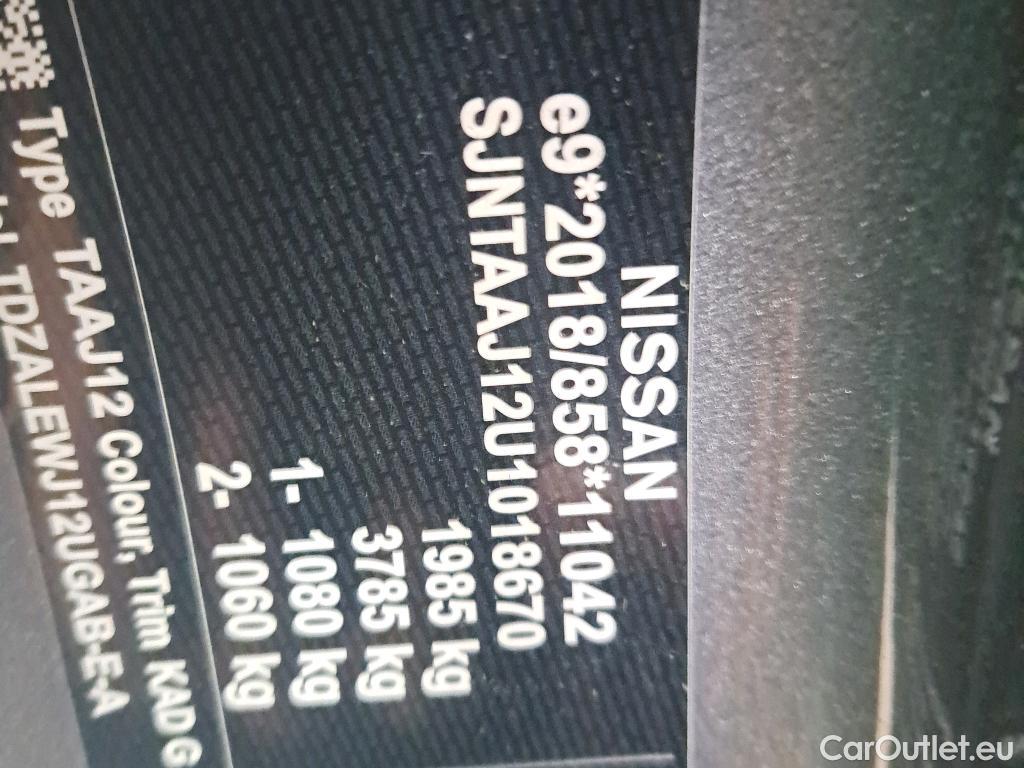 NISSAN
e9*2018/858*11042
SJNTAAJ12U1018670
1985 kg
3785 kg
1- 1080 kg
2- 1060 kg
Type TAAJ12 Colour, Trim KAD G
TDZALEWJ12UGAB-E-A
CarOutlet.eu